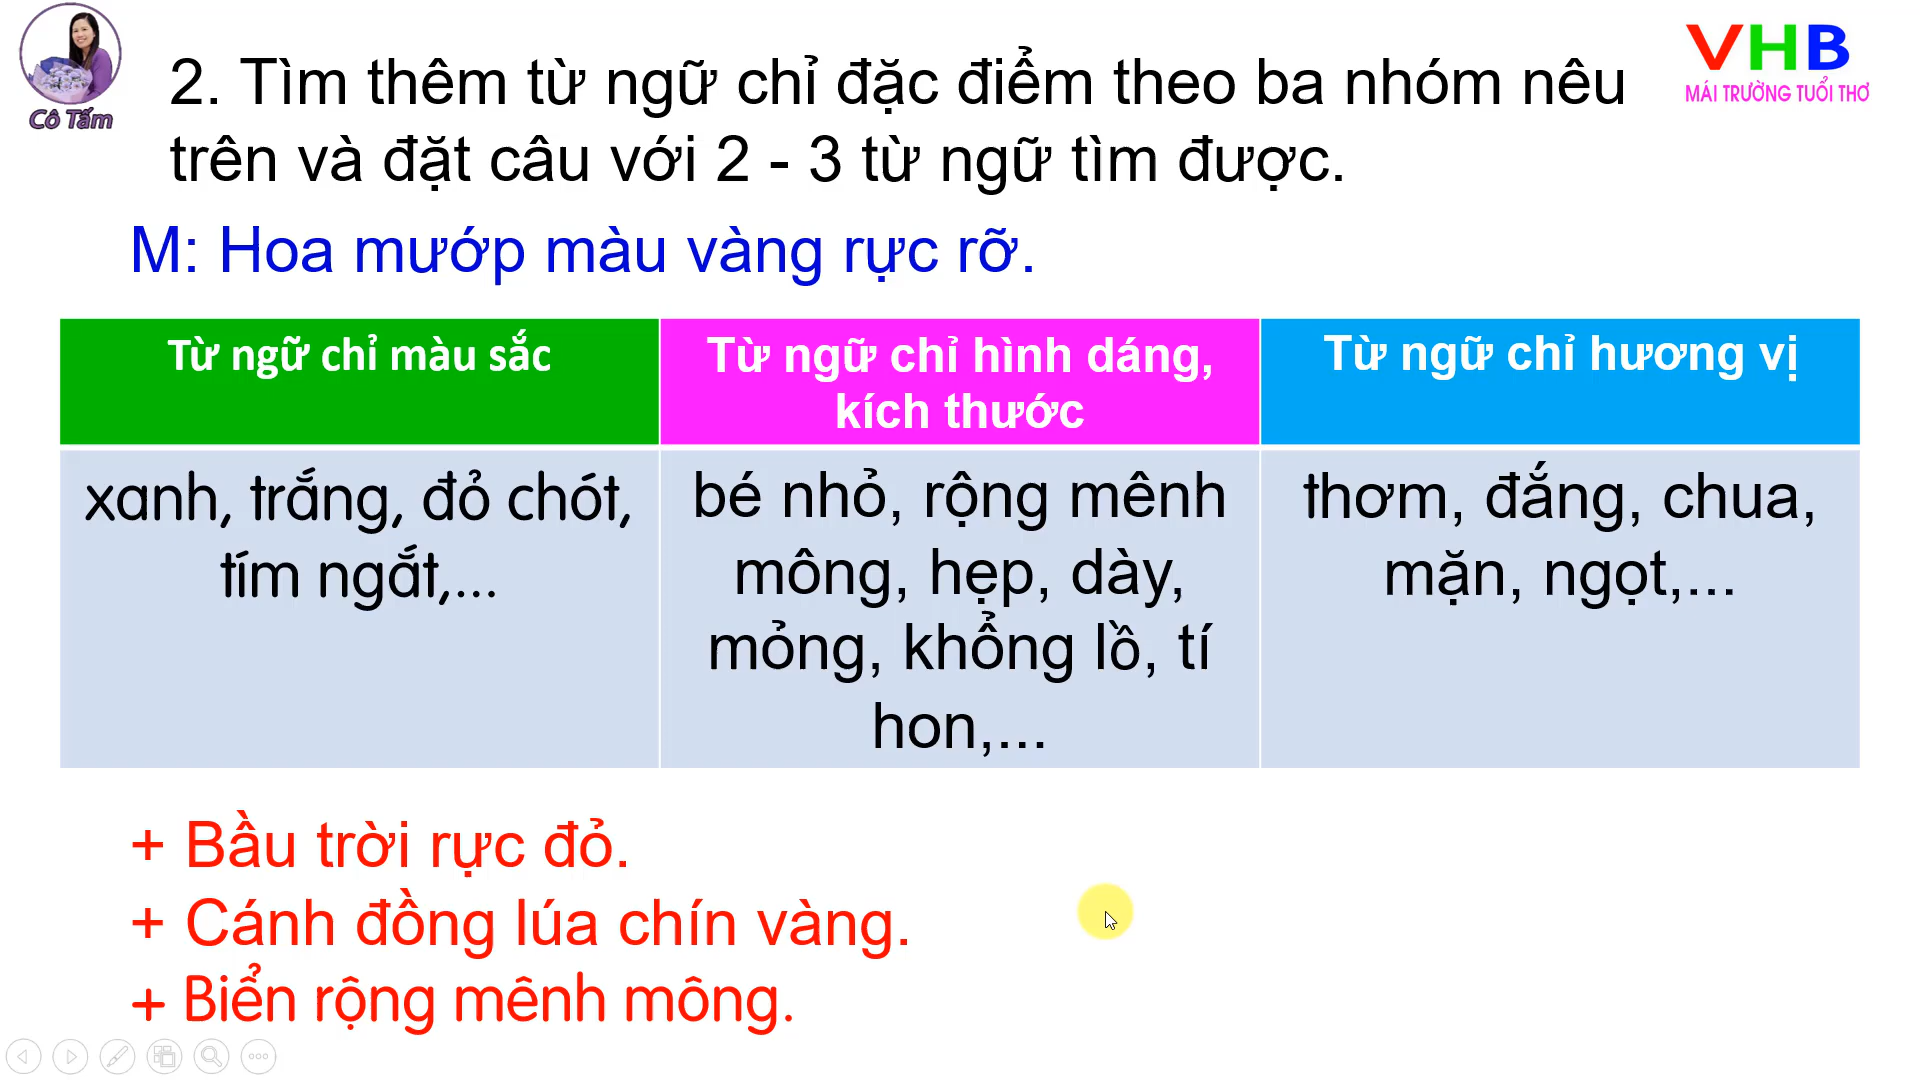 Cô Tấm
VHB
MÁI TRƯỜNG TUỔI THƠ
2. Tìm thêm từ ngữ chỉ đặc điểm theo ba nhóm nêu
trên và đặt câu với 2 - 3 từ ngữ tìm được.
M: Hoa mướp màu vàng rực rỡ.
Từ ngữ chỉ màu sắc
Từ ngữ chỉ hình dáng,
kích thước
Từ ngữ chỉ hương vị
xanh, trắng, đỏ chót,
tím ngắt,...
bé nhỏ, rộng mênh
mông, hẹp, dày,
mỏng, khổng lồ, tí
hon,...
thơm, đắng, chua,
mặn, ngọt,...
+ Bầu trời rực đỏ.
+ Cánh đồng lúa chín vàng.
+ Biển rộng mênh mông.